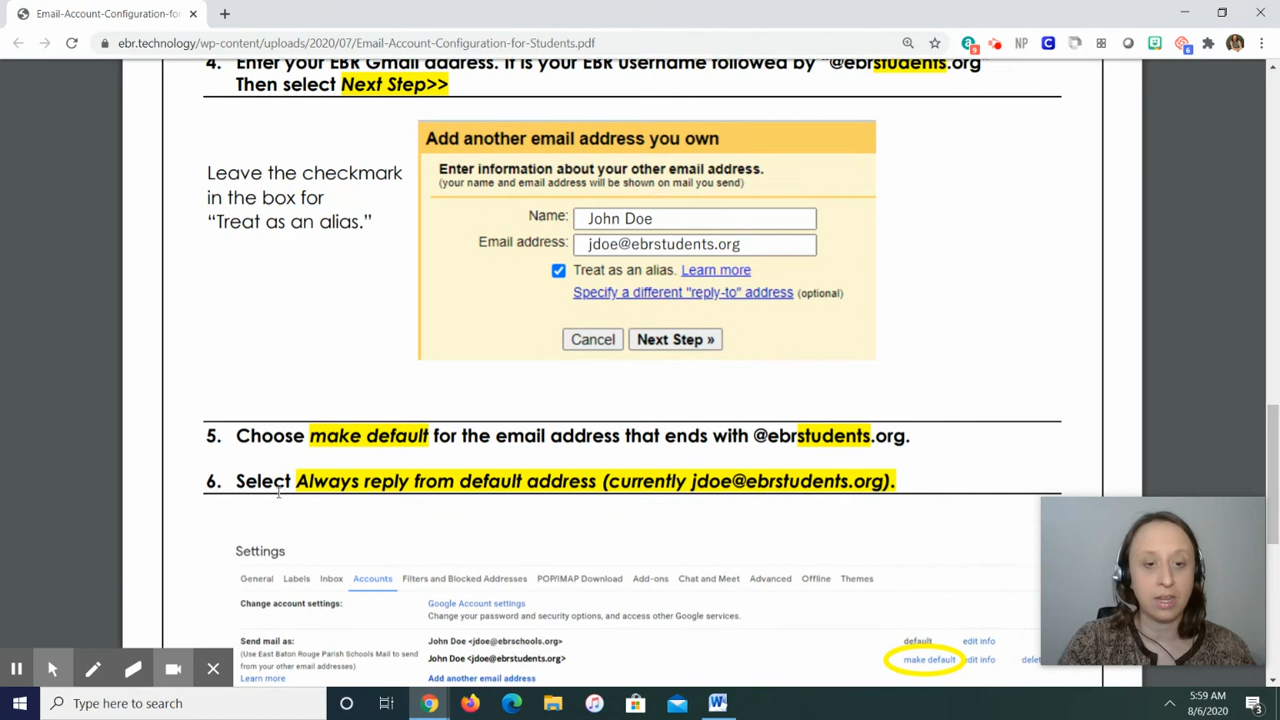 Email-Account-Configuration-for-
ebr.technology/wp-content/uploads/2020/07/Email-Account-Configuration-for-Students.pdf
9
NP
C
6
4. Enter your EBR Gmail address. It is your EBR username followed by "@ebrstudents.org"
Then select Next Step>>
Add another email address you own
Enter information about your other email address.
(your name and email address will be shown on mail you send)
Leave the checkmark
in the box for
"Treat as an alias."
Name: John Doe
Email address: jdoe@ebrstudents.org
Treat as an alias. Learn more
Specify a different "reply-to" address (optional)
Cancel Next Step »
5. Choose make default for the email address that ends with @ebrstudents.org.
6. Select Always reply from default address (currently jdoe@ebrstudents.org).
Settings
General Labels Inbox Accounts Filters and Blocked Addresses POP/IMAP Download Add-ons Chat and Meet Advanced Offline Themes
Change account settings: Google Account settings
Change your password and security options, and access other Google services.
Send mail as: John Doe <jdoe@ebrschools.org> default edit info
(Use East Baton Rouge Parish Schools Mail to send John Doe <jdoe@ebrstudents.org> make default edit info delet
from your other email addresses)
Learn more Add another email address
Type here to search
5:59 AM
8/6/2020
3